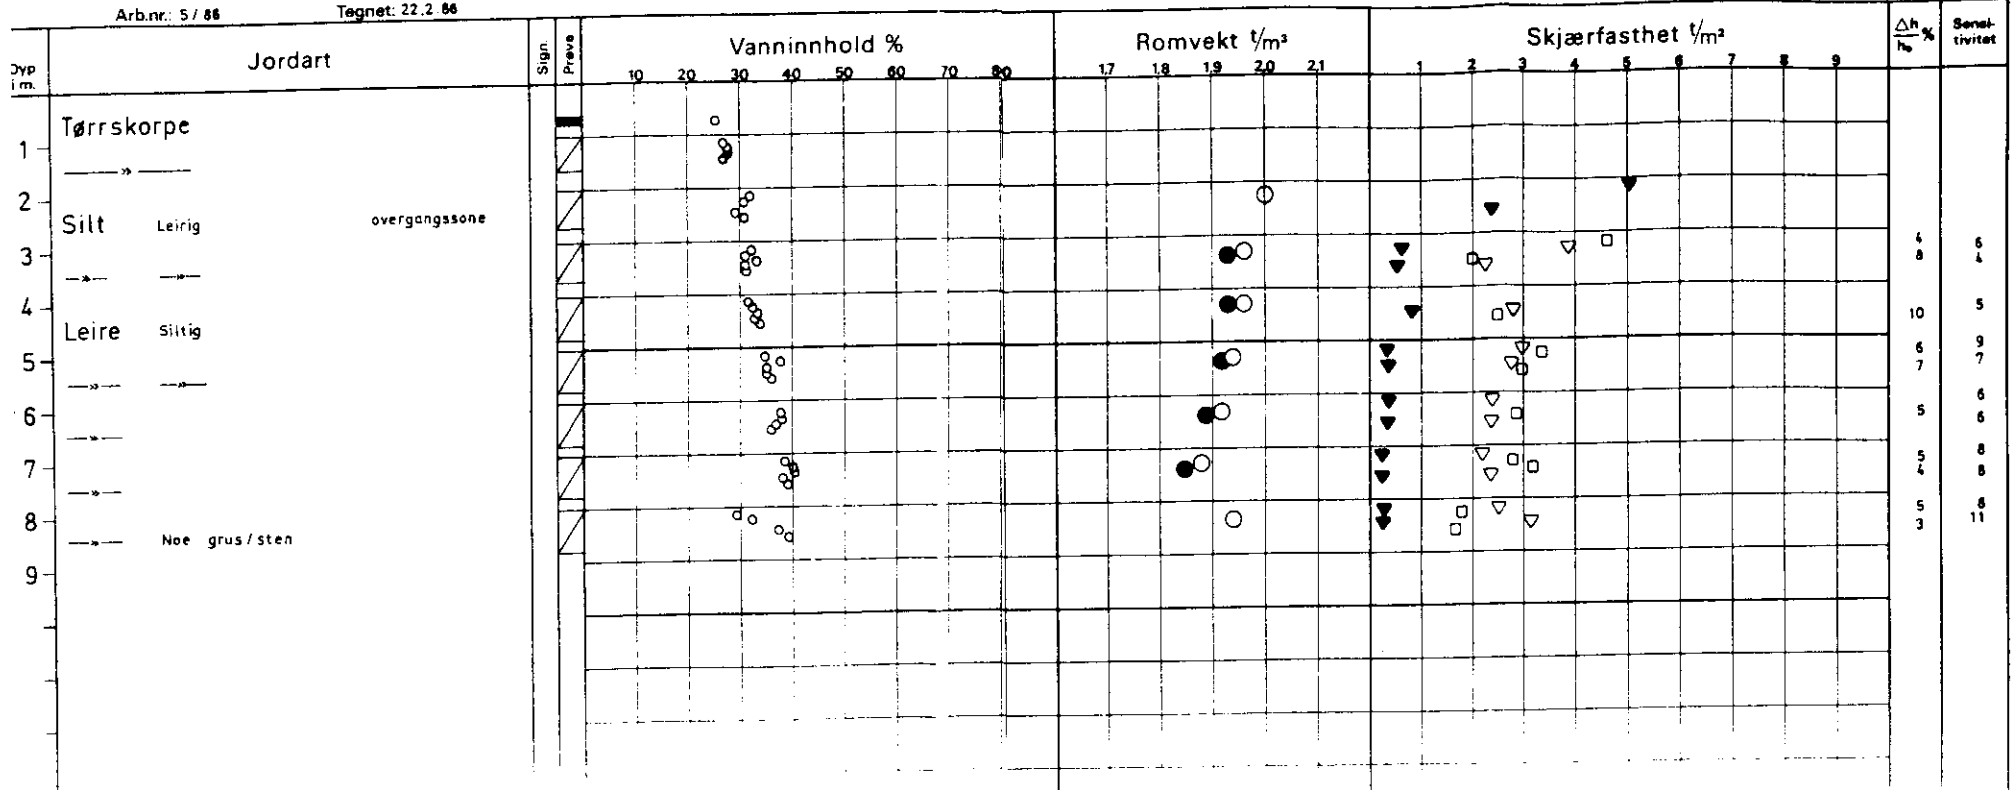 Arb.nr.: 5 / 86 Tegnet: 22.2.86
Dyp i m. Jordart Sign. Prøve Vanninnhold % Romvekt t/m³ Skjærfasthet t/m² Δh/h₀ % Sensi-tivitet
10 20 30 40 50 60 70 80 1,7 1,8 1,9 2,0 2,1 1 2 3 4 5 6 7 8 9
Tørrskorpe
1
—»—
2
Silt Leirig overgangssone
4 6
3 8 4
—»— —»—
4 10 5
Leire Siltig
6 9
5 7 7
—»— —»—
6
6 5 6
—»—
5 8
7 4 8
—»—
5 8
8 3 11
—»— Noe grus / sten
9